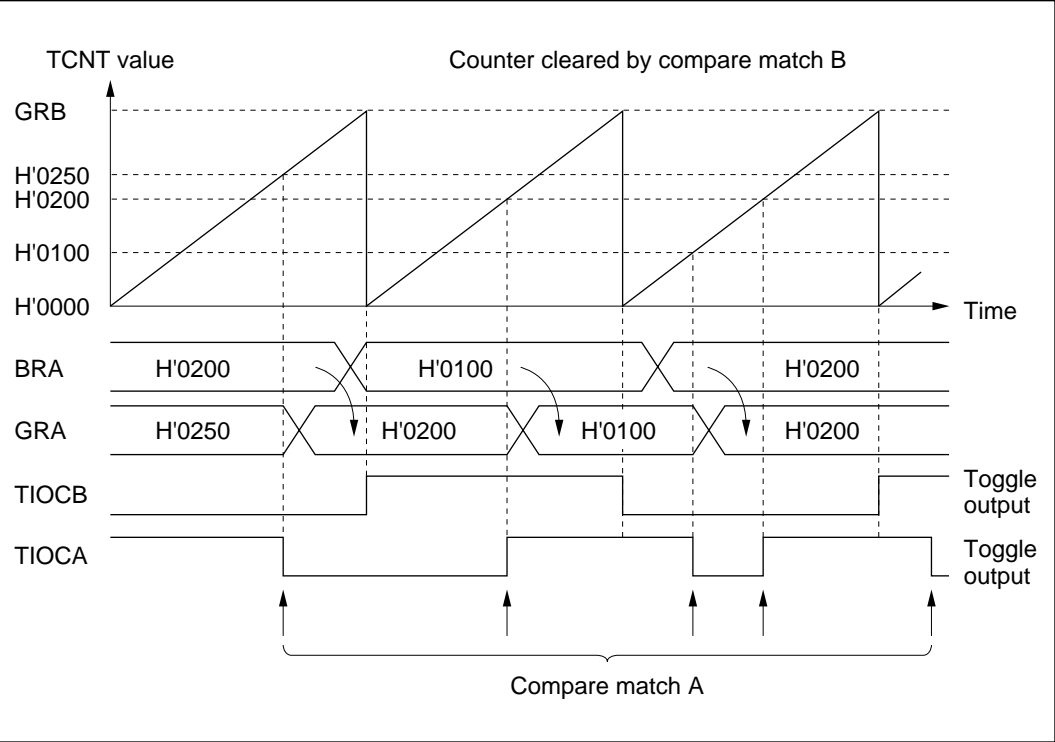 TCNT value
Counter cleared by compare match B
GRB
H'0250
H'0200
H'0100
H'0000
Time
BRA
H'0200
H'0100
H'0200
GRA
H'0250
H'0200
H'0100
H'0200
TIOCB
Toggle
output
TIOCA
Toggle
output
Compare match A